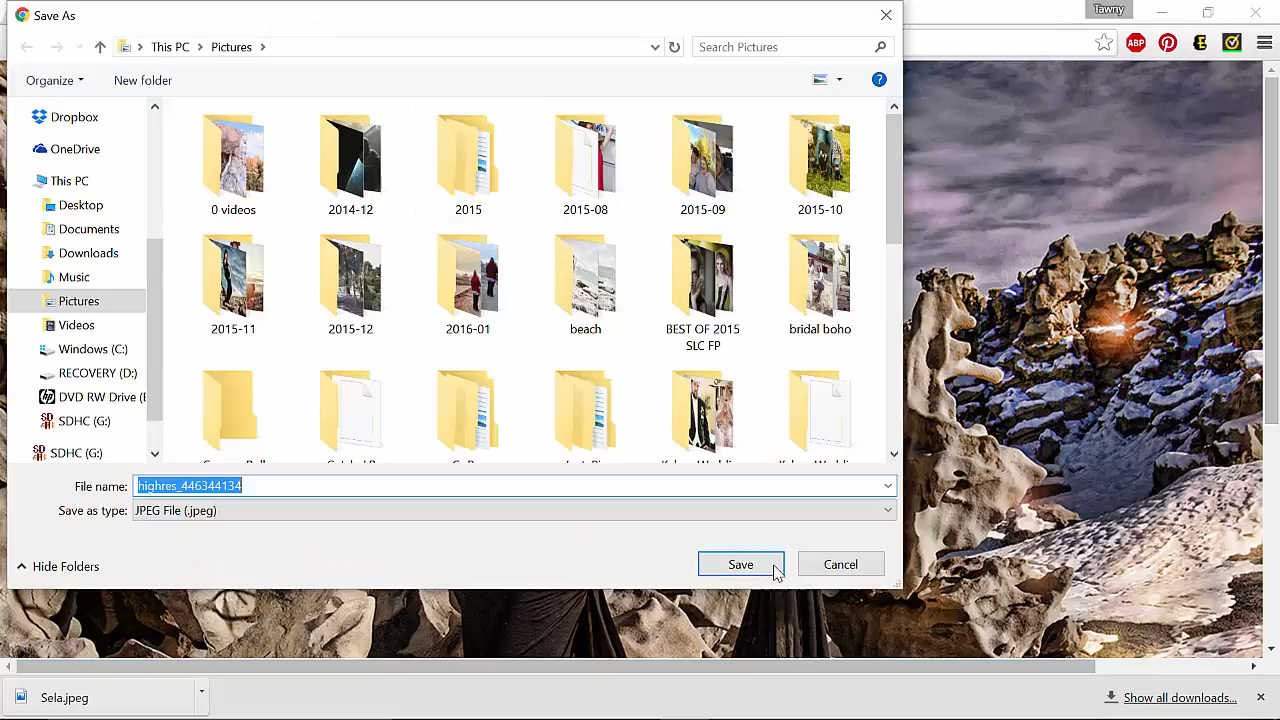 Save As
Tawny
This PC
Pictures
Search Pictures
ABP
Organize
New folder
?
Dropbox
OneDrive
This PC
Desktop
Documents
Downloads
Music
Pictures
Videos
Windows (C:)
RECOVERY (D:)
DVD RW Drive (
SDHC (G:)
SDHC (G:)
0 videos
2014-12
2015
2015-08
2015-09
2015-10
2015-11
2015-12
2016-01
beach
BEST OF 2015
SLC FP
bridal boho
File name: highres_446344134
Save as type: JPEG File (.jpeg)
Hide Folders
Save
Cancel
Sela.jpeg
Show all downloads...